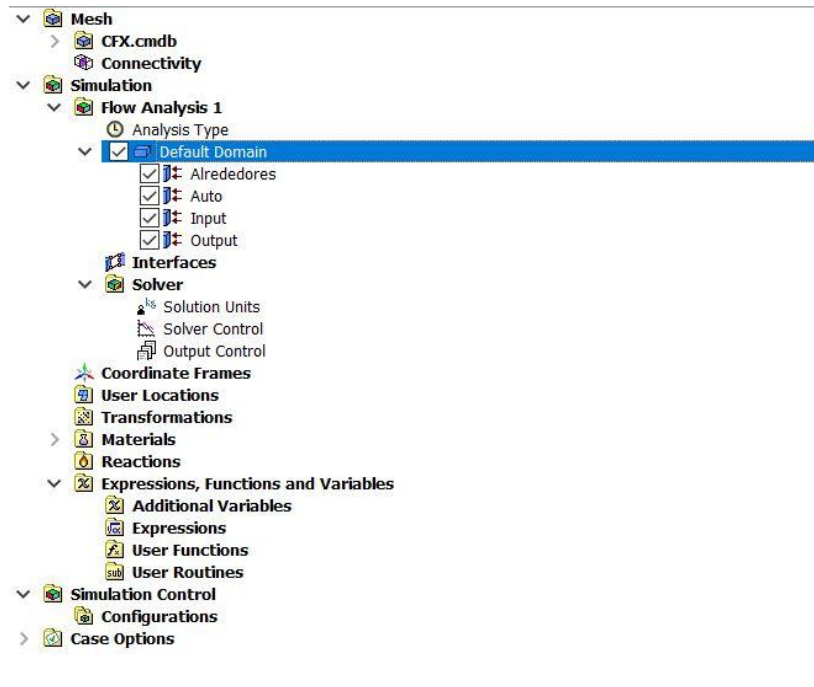 Mesh
CFX.cmdb
Connectivity
Simulation
Flow Analysis 1
Analysis Type
Default Domain
Alrededores
Auto
Input
Output
Interfaces
Solver
Solution Units
Solver Control
Output Control
Coordinate Frames
User Locations
Transformations
Materials
Reactions
Expressions, Functions and Variables
Additional Variables
Expressions
User Functions
User Routines
Simulation Control
Configurations
Case Options